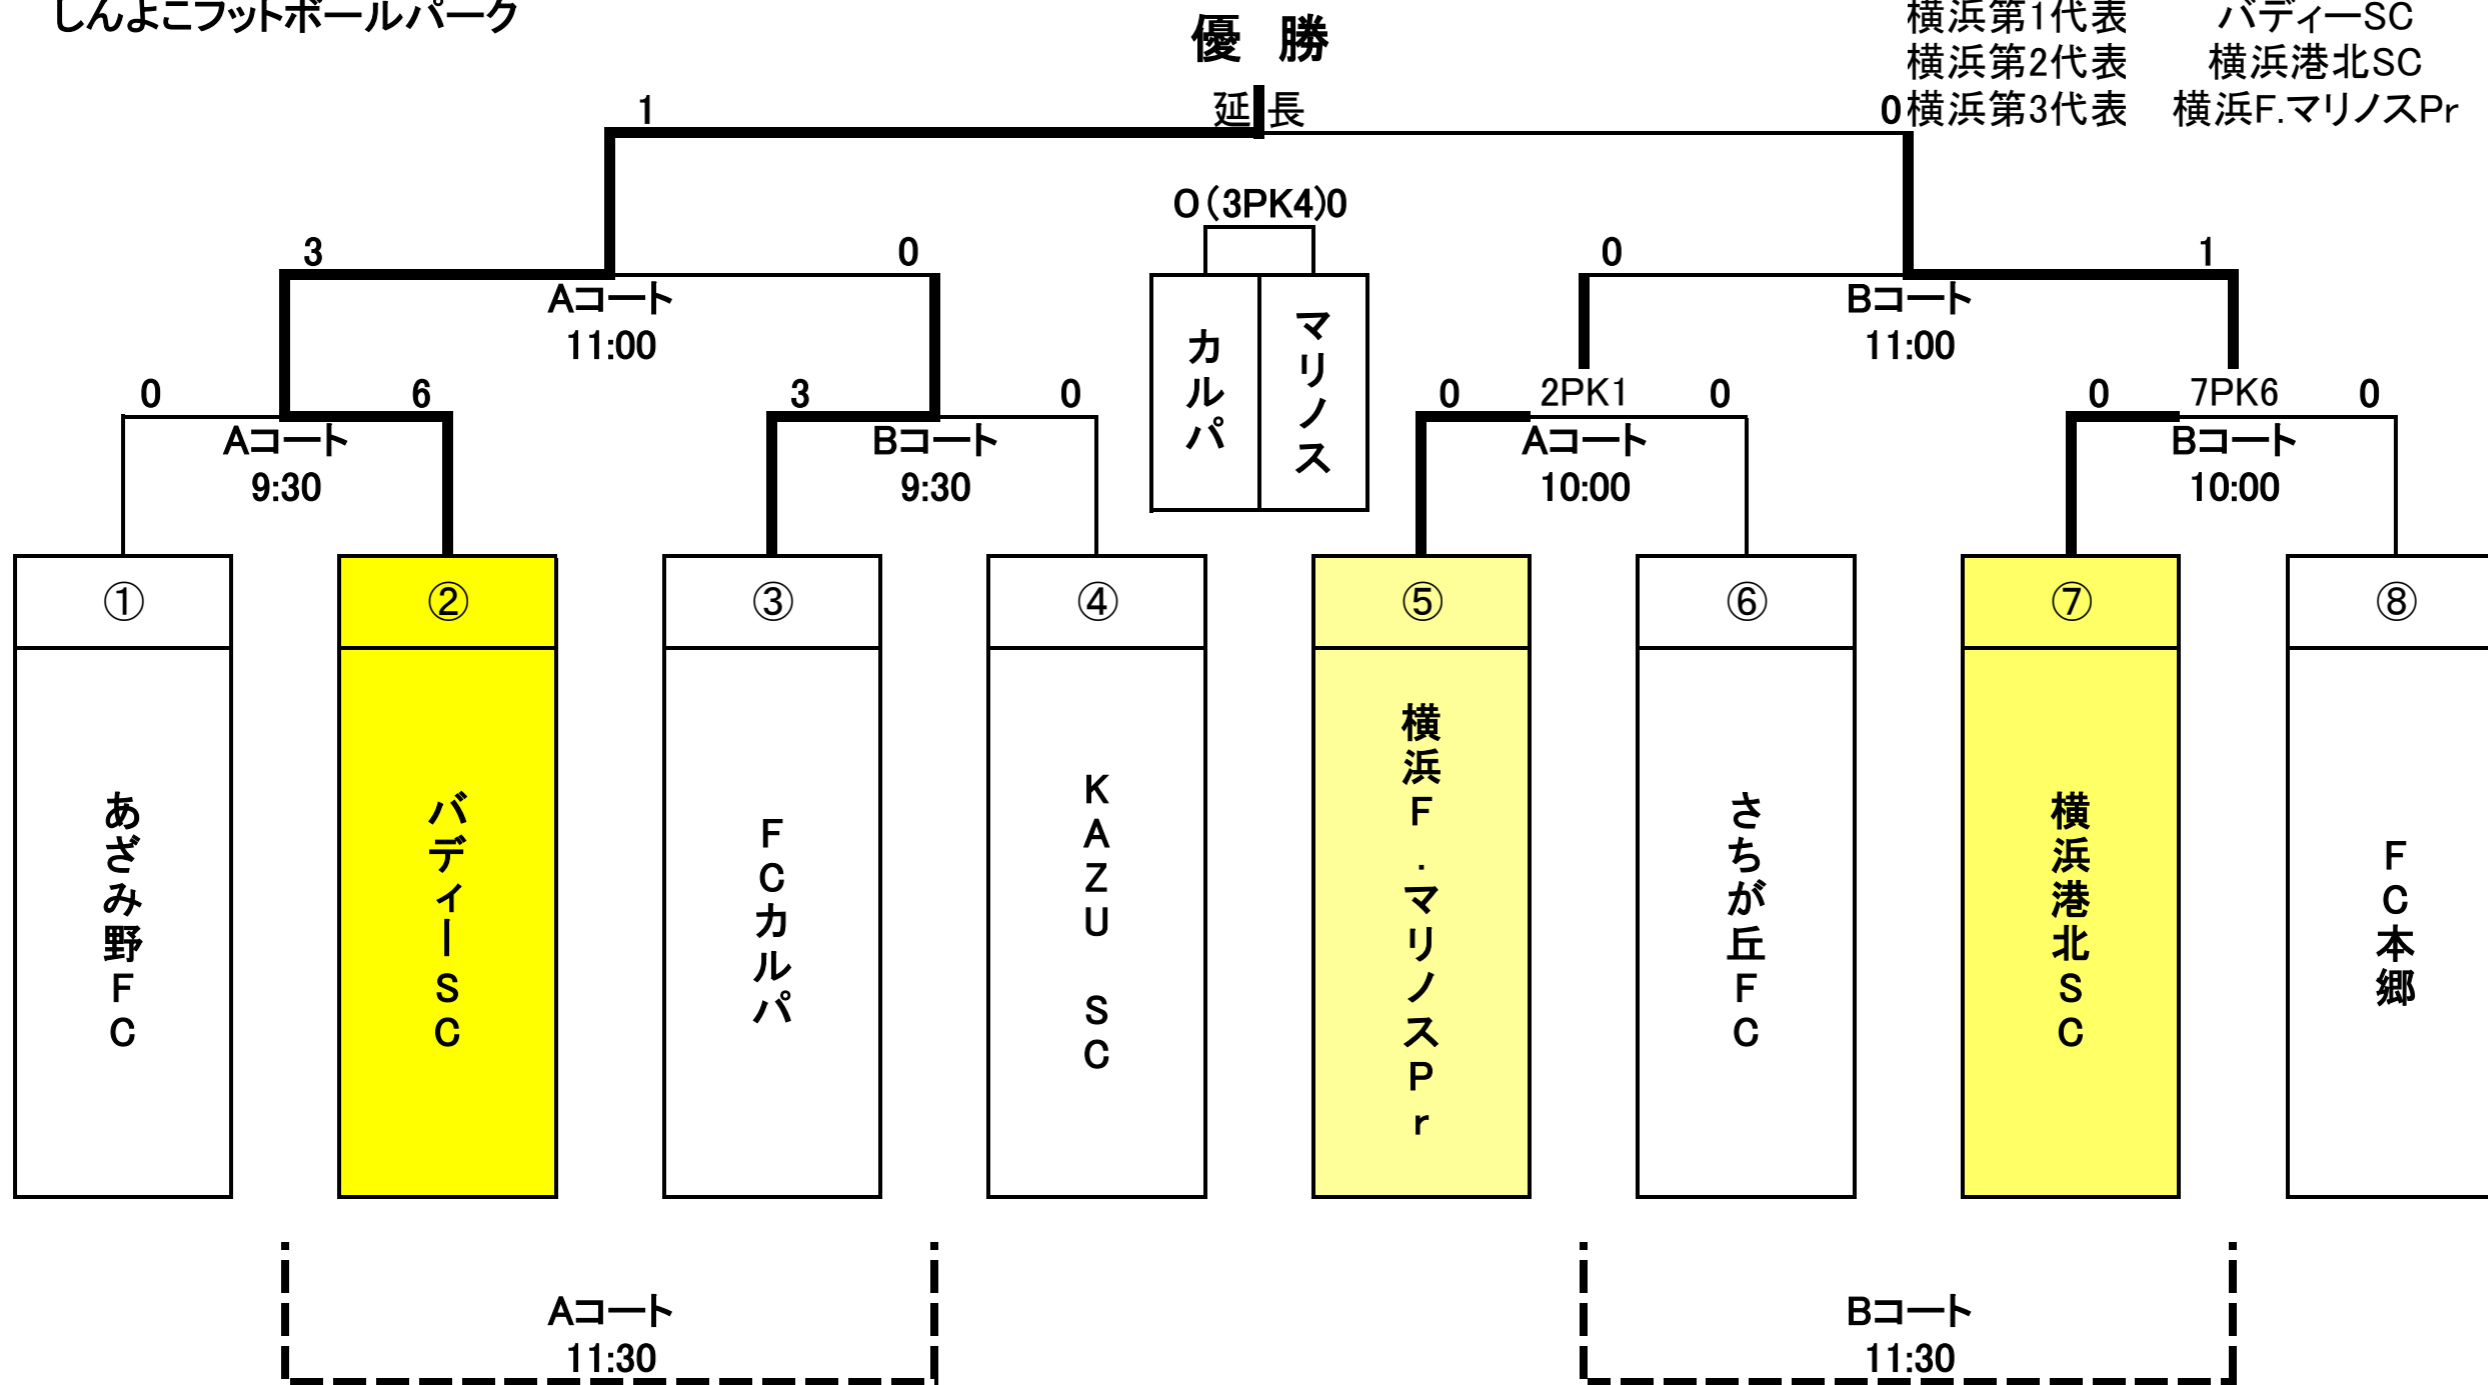 しんよこフットボールパーク
優 勝
横浜第1代表 バディーSC
横浜第2代表 横浜港北SC
横浜第3代表 横浜F.マリノスPr
1 延長 0
0(3PK4)0
カルパ
マリノス
3 0
Aコート
11:00
0 1
Bコート
11:00
0 6
Aコート
9:30
3 0
Bコート
9:30
0 2PK1 0
Aコート
10:00
0 7PK6 0
Bコート
10:00
① ② ③ ④ ⑤ ⑥ ⑦ ⑧
あざみ野FC
バディーSC
FCカルパ
KAZU SC
横浜F.マリノスPr
さちが丘FC
横浜港北SC
FC本郷
Aコート
11:30
Bコート
11:30